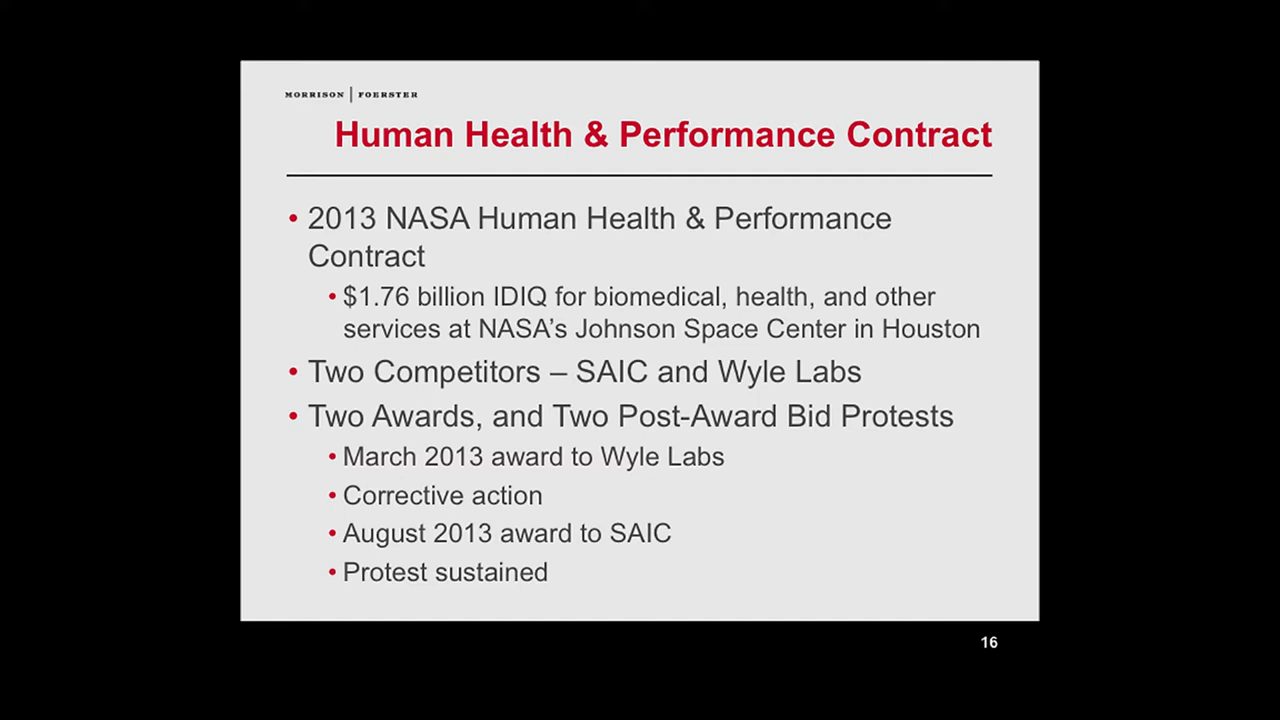 MORRISON | FOERSTER
Human Health & Performance Contract
• 2013 NASA Human Health & Performance
Contract
• $1.76 billion IDIQ for biomedical, health, and other
services at NASA’s Johnson Space Center in Houston
• Two Competitors – SAIC and Wyle Labs
• Two Awards, and Two Post-Award Bid Protests
• March 2013 award to Wyle Labs
• Corrective action
• August 2013 award to SAIC
• Protest sustained
16